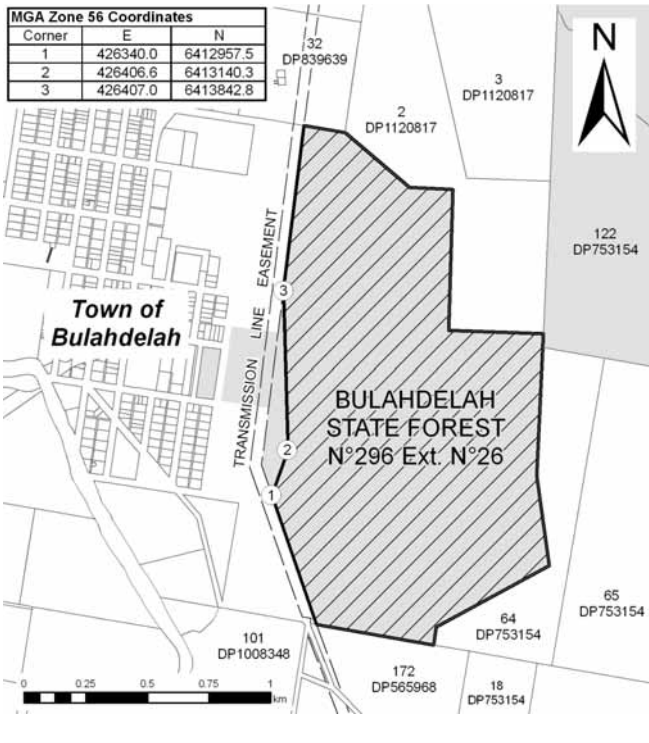 MGA Zone 56 Coordinates
Corner E N
1 426340.0 6412957.5
2 426406.6 6413140.3
3 426407.0 6413842.8
32
DP839639
3
DP1120817
2
DP1120817
N
122
DP753154
TRANSMISSION LINE EASEMENT
3
Town of
Bulahdelah
BULAHDELAH
STATE FOREST
N°296 Ext. N°26
2
1
65
DP753154
64
DP753154
101
DP1008348
172
DP565968
18
DP753154
0 0.25 0.5 0.75 1
km